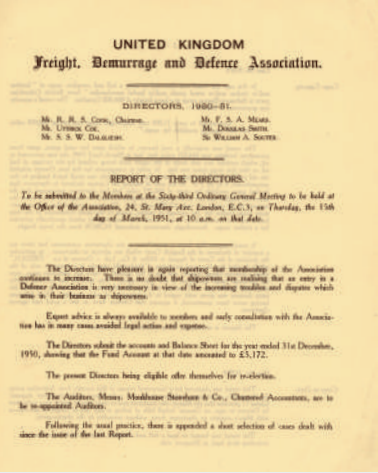 UNITED KINGDOM
Freight, Demurrage and Defence Association.
DIRECTORS, 1950-51.
Mr. R. R. S. Cook, Chairman.
Mr. F. S. A. Mears.
Mr. Uttrick Coe.
Mr. Douglas Smith.
Mr. S. S. W. Dalgliesh.
Sir William A. Souter.
REPORT OF THE DIRECTORS.
To be submitted to the Members at the Sixty-third Ordinary General Meeting to be held
at the Office of the Association, 24, St. Mary Axe, London, E.C.3, on Thursday, the 15th
day of March, 1951, at 10 a.m. on that date.
The Directors have pleasure in again reporting that membership of the Association
continues to increase. There is no doubt that shipowners are realising that an entry in a
Defence Association is very necessary in view of the increasing troubles and disputes which
arise in their business as shipowners.
Expert advice is always available to members and early consultation with the Associa-
tion has in many cases avoided legal action and expense.
The Directors submit the accounts and Balance Sheet for the year ended 31st December,
1950, showing that the Fund Account at that date amounted to £5,172.
The present Directors being eligible offer themselves for re-election.
The Auditors, Messrs. Monkhouse Stoneham & Co., Chartered Accountants, are to
be re-appointed Auditors.
Following the usual practice, there is appended a short selection of cases dealt with
since the issue of the last Report.